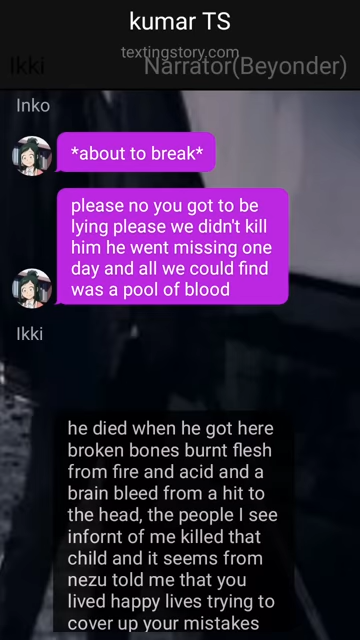 kumar TS
textingstory.com
Ikki
Narrator(Beyonder)
Inko
*about to break*
please no you got to be
lying please we didn't kill
him he went missing one
day and all we could find
was a pool of blood
Ikki
he died when he got here
broken bones burnt flesh
from fire and acid and a
brain bleed from a hit to
the head, the people I see
infornt of me killed that
child and it seems from
nezu told me that you
lived happy lives trying to
cover up your mistakes